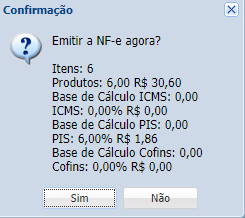 Confirmação
Emitir a NF-e agora?
Itens: 6
Produtos: 6,00 R$ 30,60
Base de Cálculo ICMS: 0,00
ICMS: 0,00% R$ 0,00
Base de Cálculo PIS: 0,00
PIS: 6,00% R$ 1,86
Base de Cálculo Cofins: 0,00
Cofins: 0,00% R$ 0,00
Sim Não